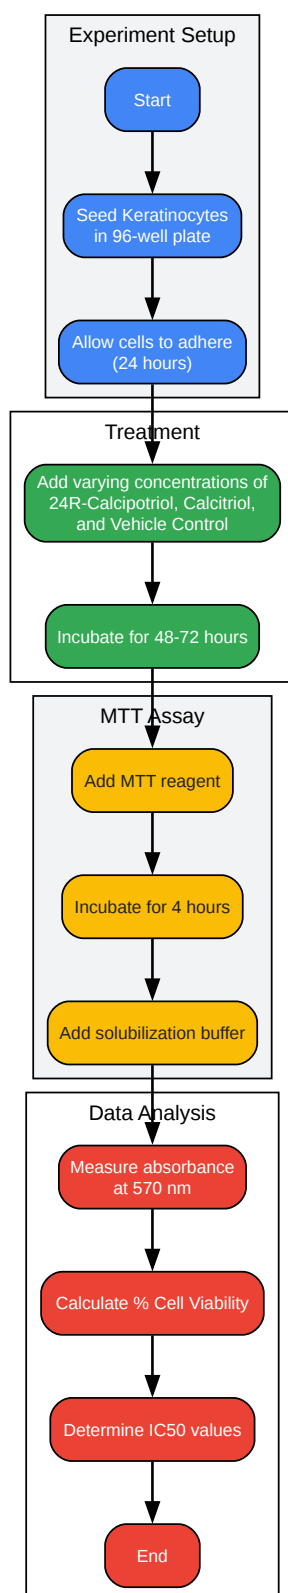 Experiment Setup
Start
Seed Keratinocytes
in 96-well plate
Allow cells to adhere
(24 hours)
Treatment
Add varying concentrations of
24R-Calcipotriol, Calcitriol,
and Vehicle Control
Incubate for 48-72 hours
MTT Assay
Add MTT reagent
Incubate for 4 hours
Add solubilization buffer
Data Analysis
Measure absorbance
at 570 nm
Calculate % Cell Viability
Determine IC50 values
End